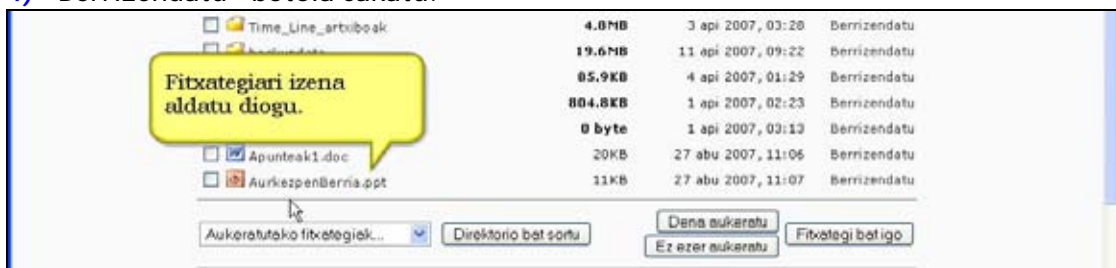 4) "Berrizendatu" botoia sakatu.
Time_Line_artxiboak 4.8MB 3 api 2007, 03:28 Berrizendatu
19.6MB 11 api 2007, 09:22 Berrizendatu
85.9KB 4 api 2007, 01:29 Berrizendatu
804.8KB 1 api 2007, 02:23 Berrizendatu
0 byte 1 api 2007, 03:13 Berrizendatu
Fitxategiari izena
aldatu diogu.
Apunteak1.doc 20KB 27 abu 2007, 11:06 Berrizendatu
AurkezpenBerria.ppt 11KB 27 abu 2007, 11:07 Berrizendatu
Aukeratutako fitxategiak... Direktorio bat sortu Dena aukeratu Fitxategi bat igo
Ez ezer aukeratu